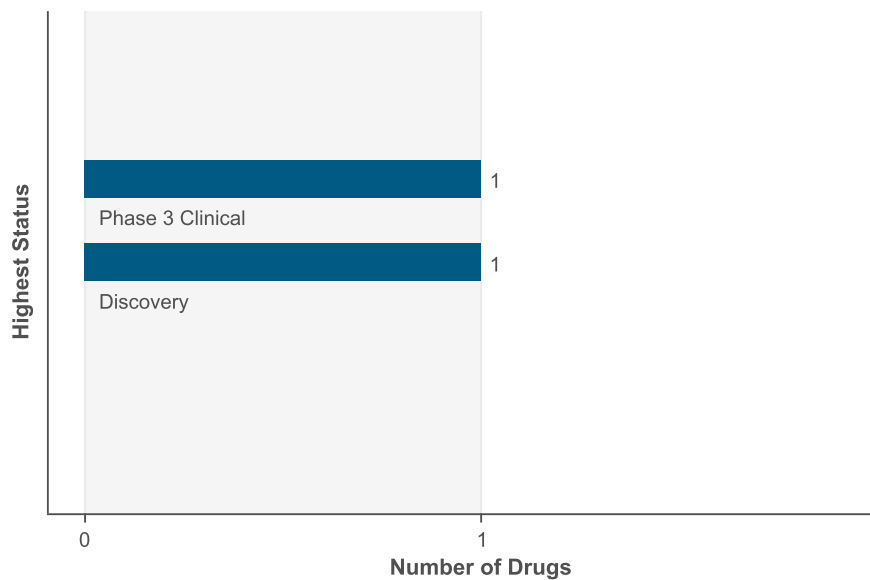 Highest Status
1
Phase 3 Clinical
1
Discovery
0
1
Number of Drugs